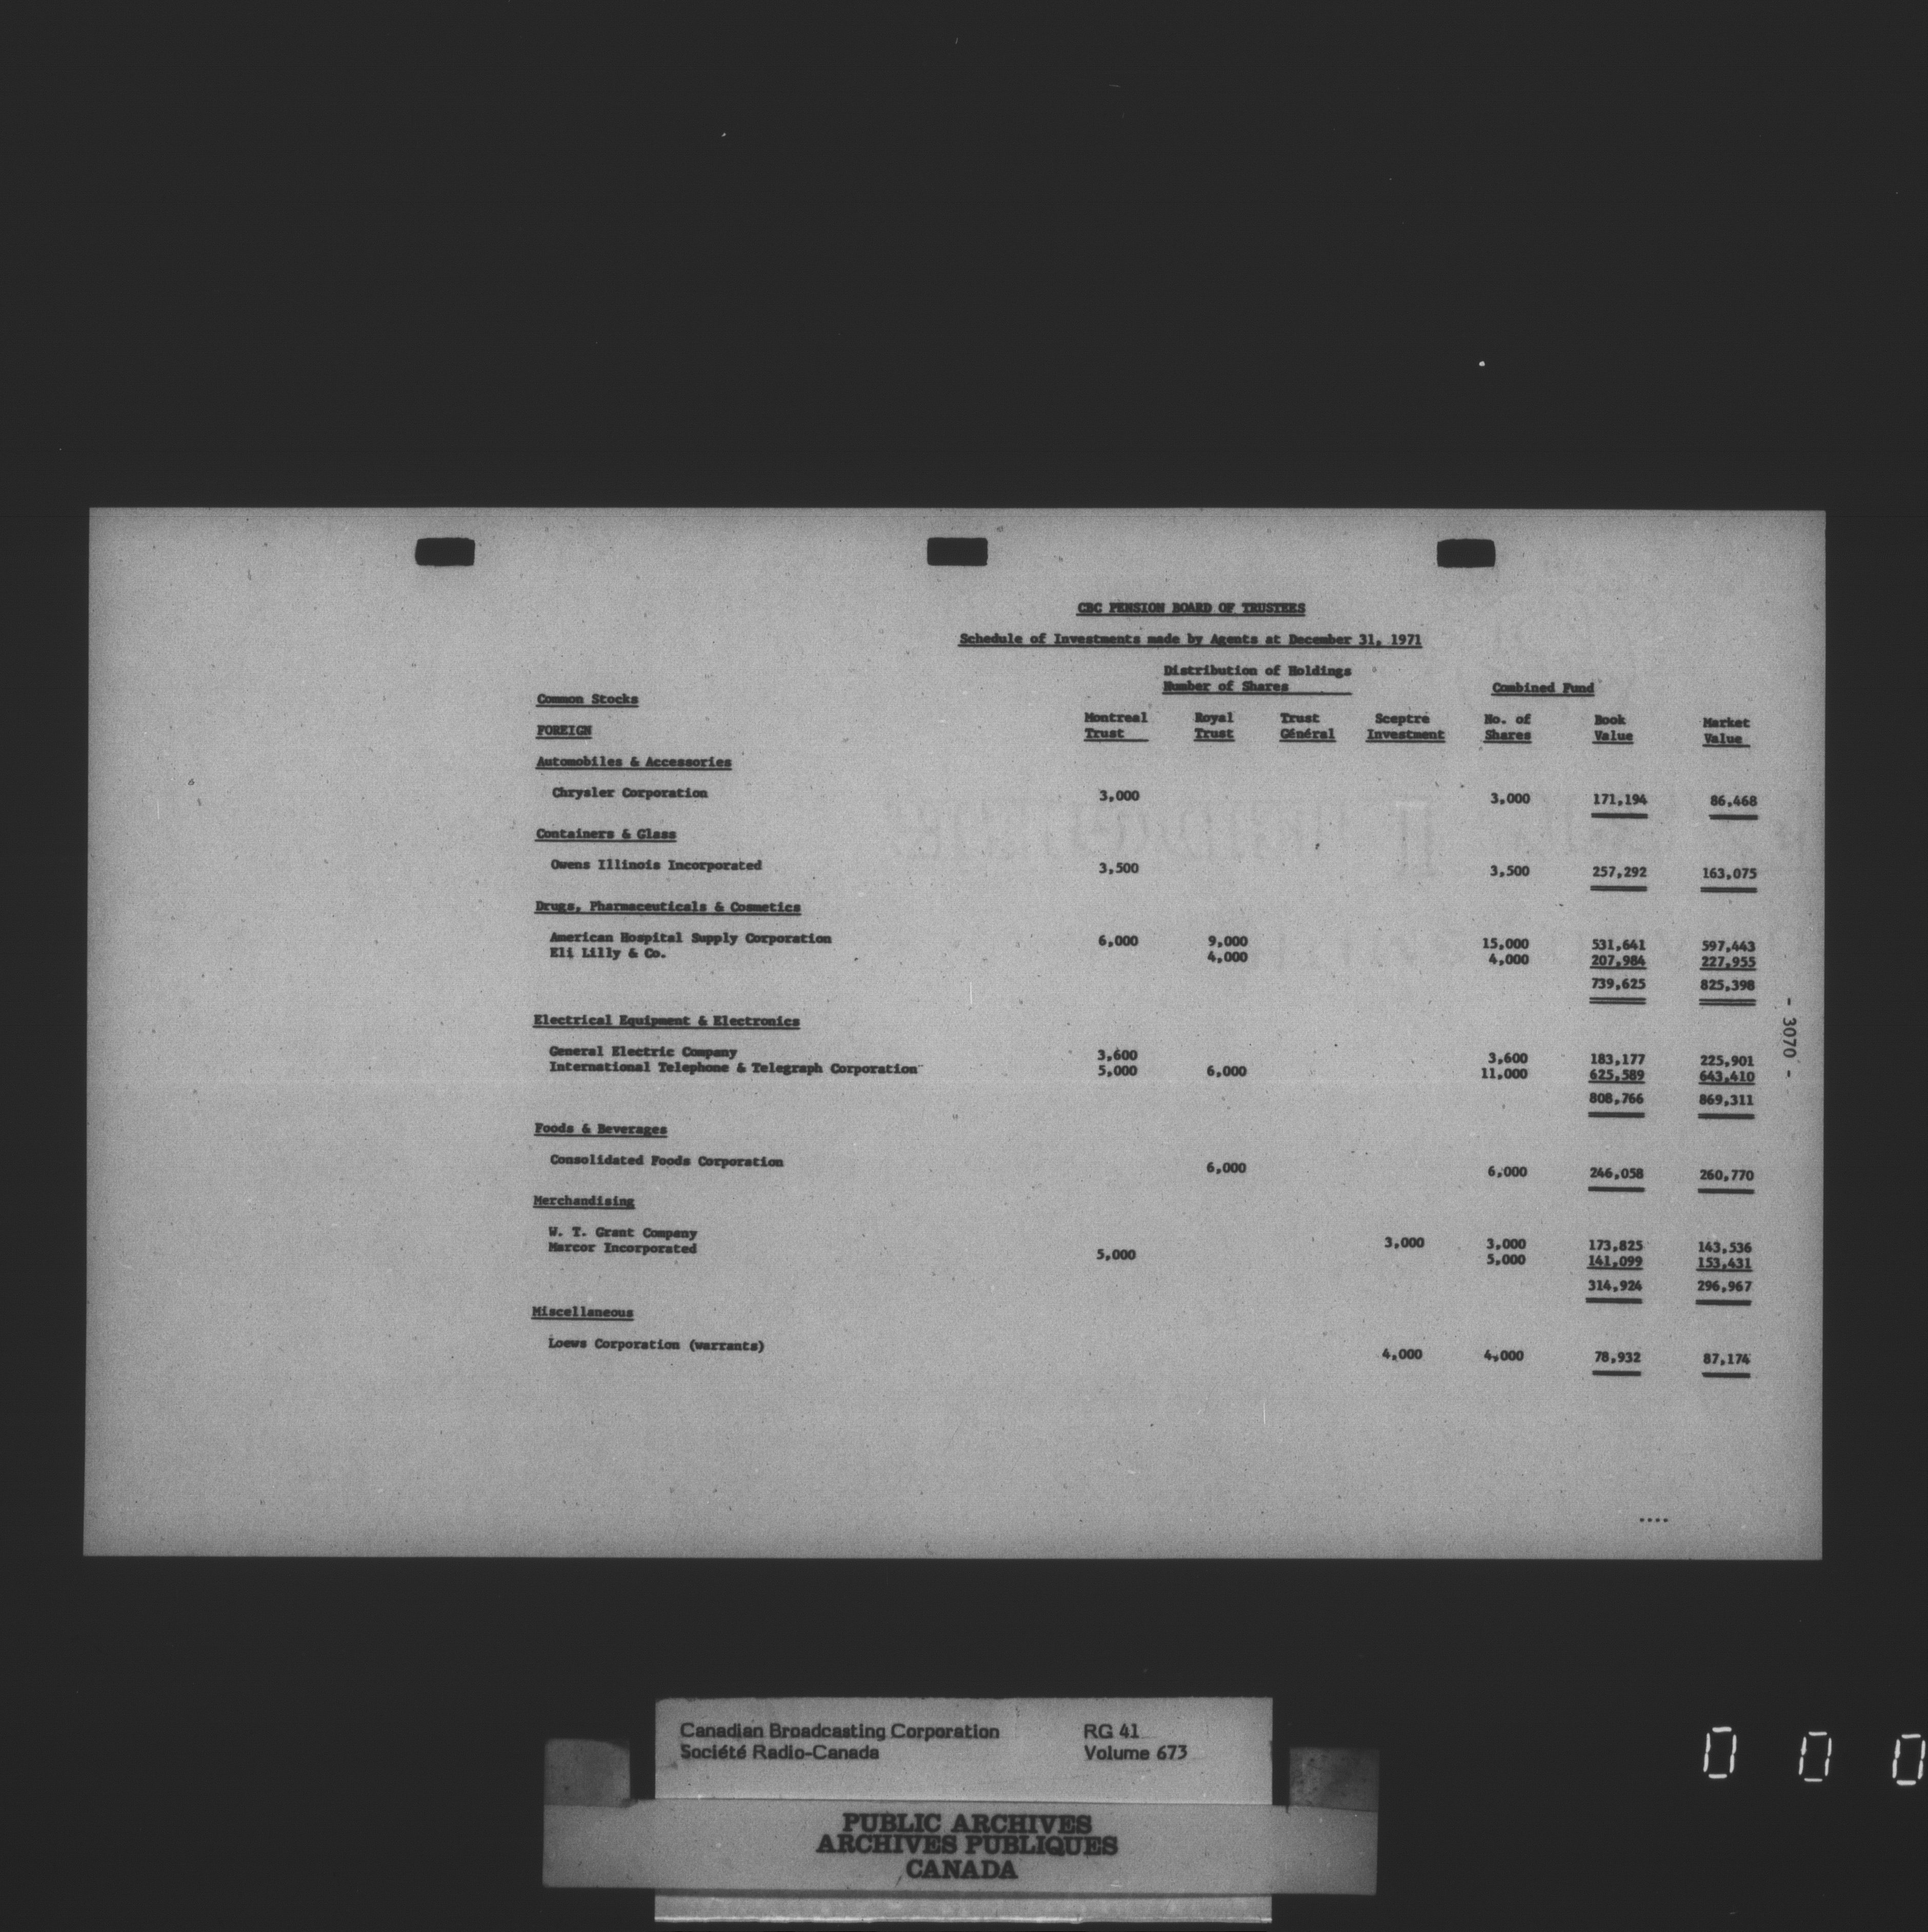 CBC PENSION BOARD OF TRUSTEES
Schedule of Investments made by Agents at December 31, 1971
Distribution of Holdings
Number of Shares
Combined Fund
Common Stocks
FOREIGN
Montreal Trust Royal Trust Trust Général Sceptre Investment No. of Shares Book Value Market Value
Automobiles & Accessories
Chrysler Corporation 3,000 3,000 171,194 86,468
Containers & Glass
Owens Illinois Incorporated 3,500 3,500 257,292 163,075
Drugs, Pharmaceuticals & Cosmetics
American Hospital Supply Corporation 6,000 9,000 15,000 531,641 597,443
Eli Lilly & Co. 4,000 4,000 207,984 227,955
739,625 825,398
Electrical Equipment & Electronics
General Electric Company 3,600 3,600 183,177 225,901
International Telephone & Telegraph Corporation 5,000 6,000 11,000 625,589 643,410
808,766 869,311
Foods & Beverages
Consolidated Foods Corporation 6,000 6,000 246,058 260,770
Merchandising
W. T. Grant Company 3,000 3,000 173,825 143,536
Marcor Incorporated 5,000 5,000 141,099 153,431
314,924 296,967
Miscellaneous
Loews Corporation (warrants) 4,000 4,000 78,932 87,174
....
- 3070 -
Canadian Broadcasting Corporation RG 41
Société Radio-Canada Volume 673
PUBLIC ARCHIVES
ARCHIVES PUBLIQUES
CANADA
0 0 0